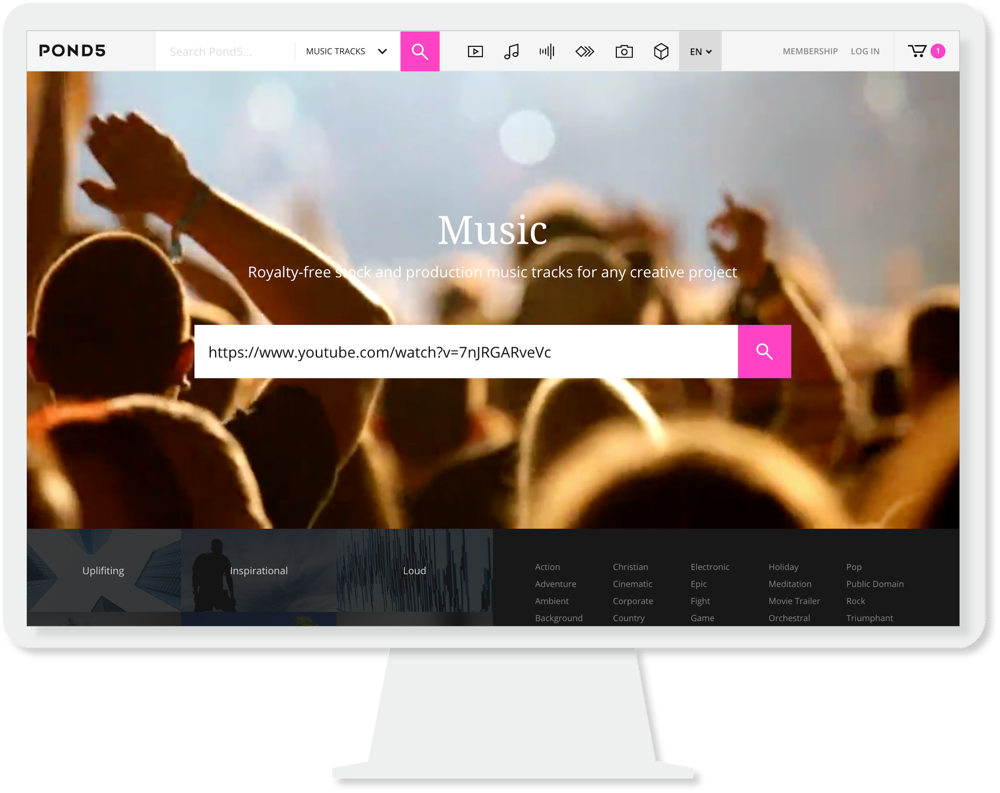 POND5
Search Pond5...
MUSIC TRACKS
EN
MEMBERSHIP
LOG IN
1
Music
Royalty-free stock and production music tracks for any creative project
https://www.youtube.com/watch?v=7nJRGARveVc
Uplifiting
Inspirational
Loud
Action
Christian
Electronic
Holiday
Pop
Adventure
Cinematic
Epic
Meditation
Public Domain
Ambient
Corporate
Fight
Movie Trailer
Rock
Background
Country
Game
Orchestral
Triumphant